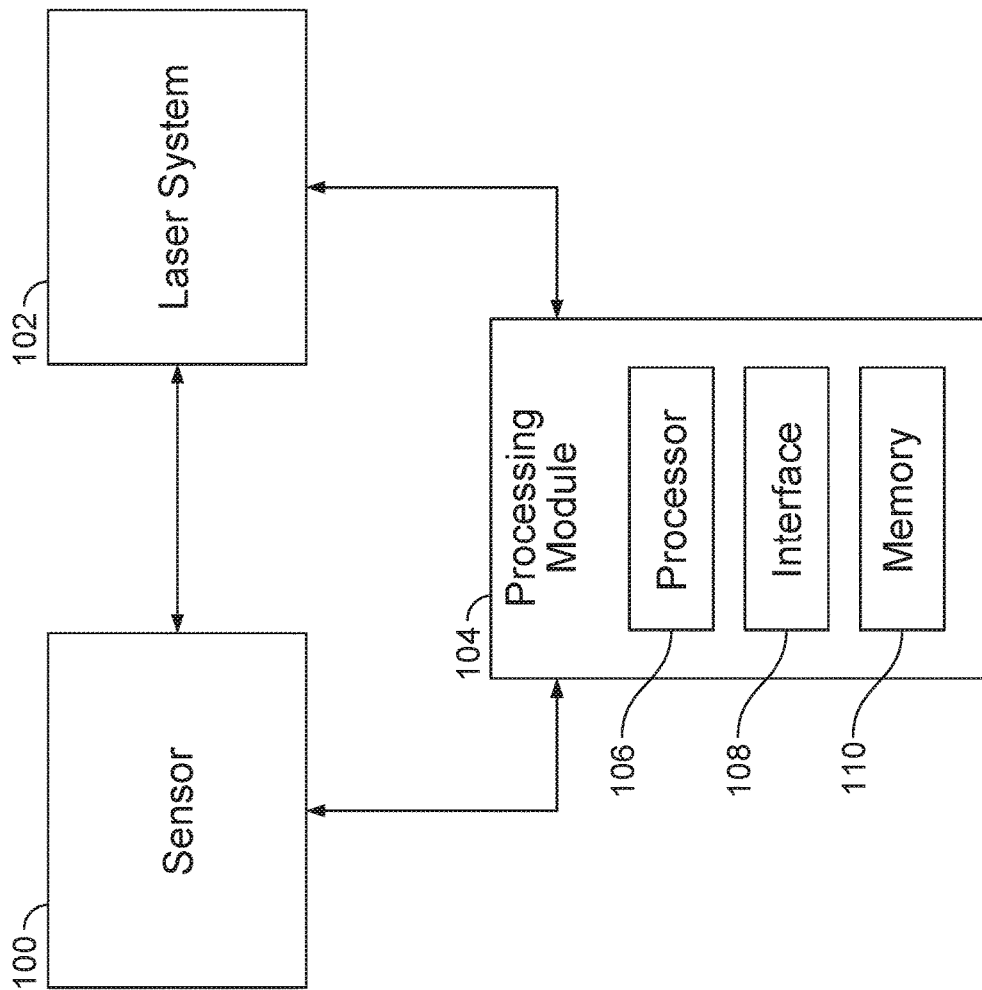 100
Sensor
102
Laser System
104
Processing
Module
106
Processor
108
Interface
110
Memory